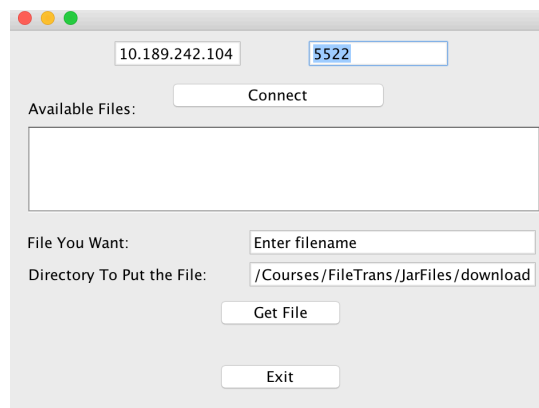 10.189.242.104 5522
Connect
Available Files:
File You Want: Enter filename
Directory To Put the File: /Courses/FileTrans/JarFiles/download
Get File
Exit